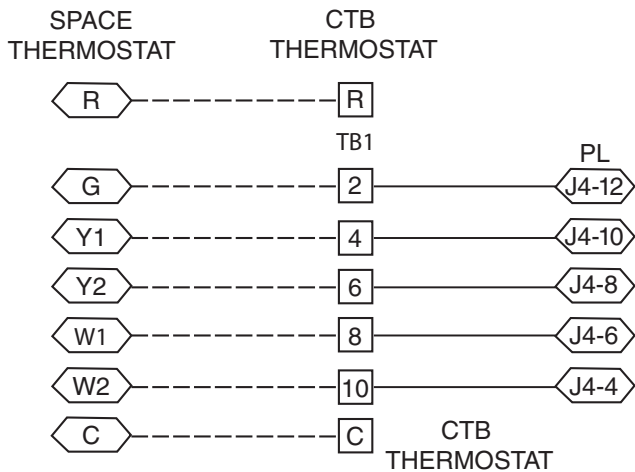 SPACE THERMOSTAT
CTB THERMOSTAT
R R
TB1
PL
G 2 J4-12
Y1 4 J4-10
Y2 6 J4-8
W1 8 J4-6
W2 10 J4-4
C C
CTB THERMOSTAT